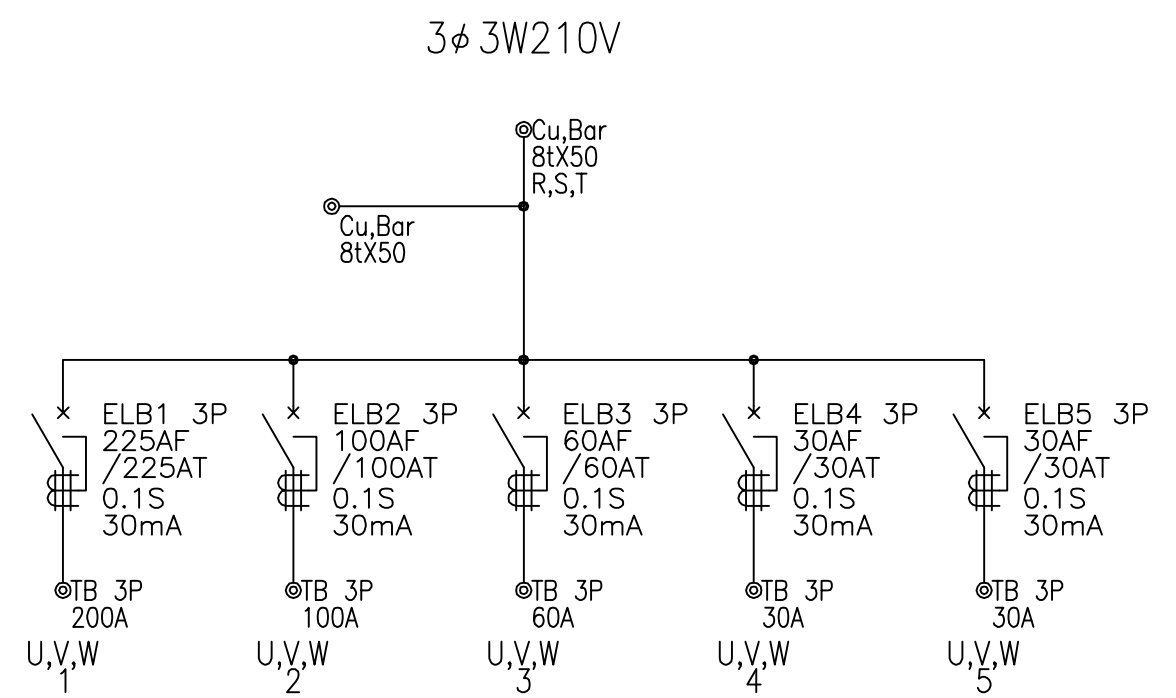 3φ3W210V
Cu,Bar
8tX50
R,S,T
Cu,Bar
8tX50
ELB1 3P
225AF
/225AT
0.1S
30mA
ELB2 3P
100AF
/100AT
0.1S
30mA
ELB3 3P
60AF
/60AT
0.1S
30mA
ELB4 3P
30AF
/30AT
0.1S
30mA
ELB5 3P
30AF
/30AT
0.1S
30mA
TB 3P
200A
U,V,W
1
TB 3P
100A
U,V,W
2
TB 3P
60A
U,V,W
3
TB 3P
30A
U,V,W
4
TB 3P
30A
U,V,W
5